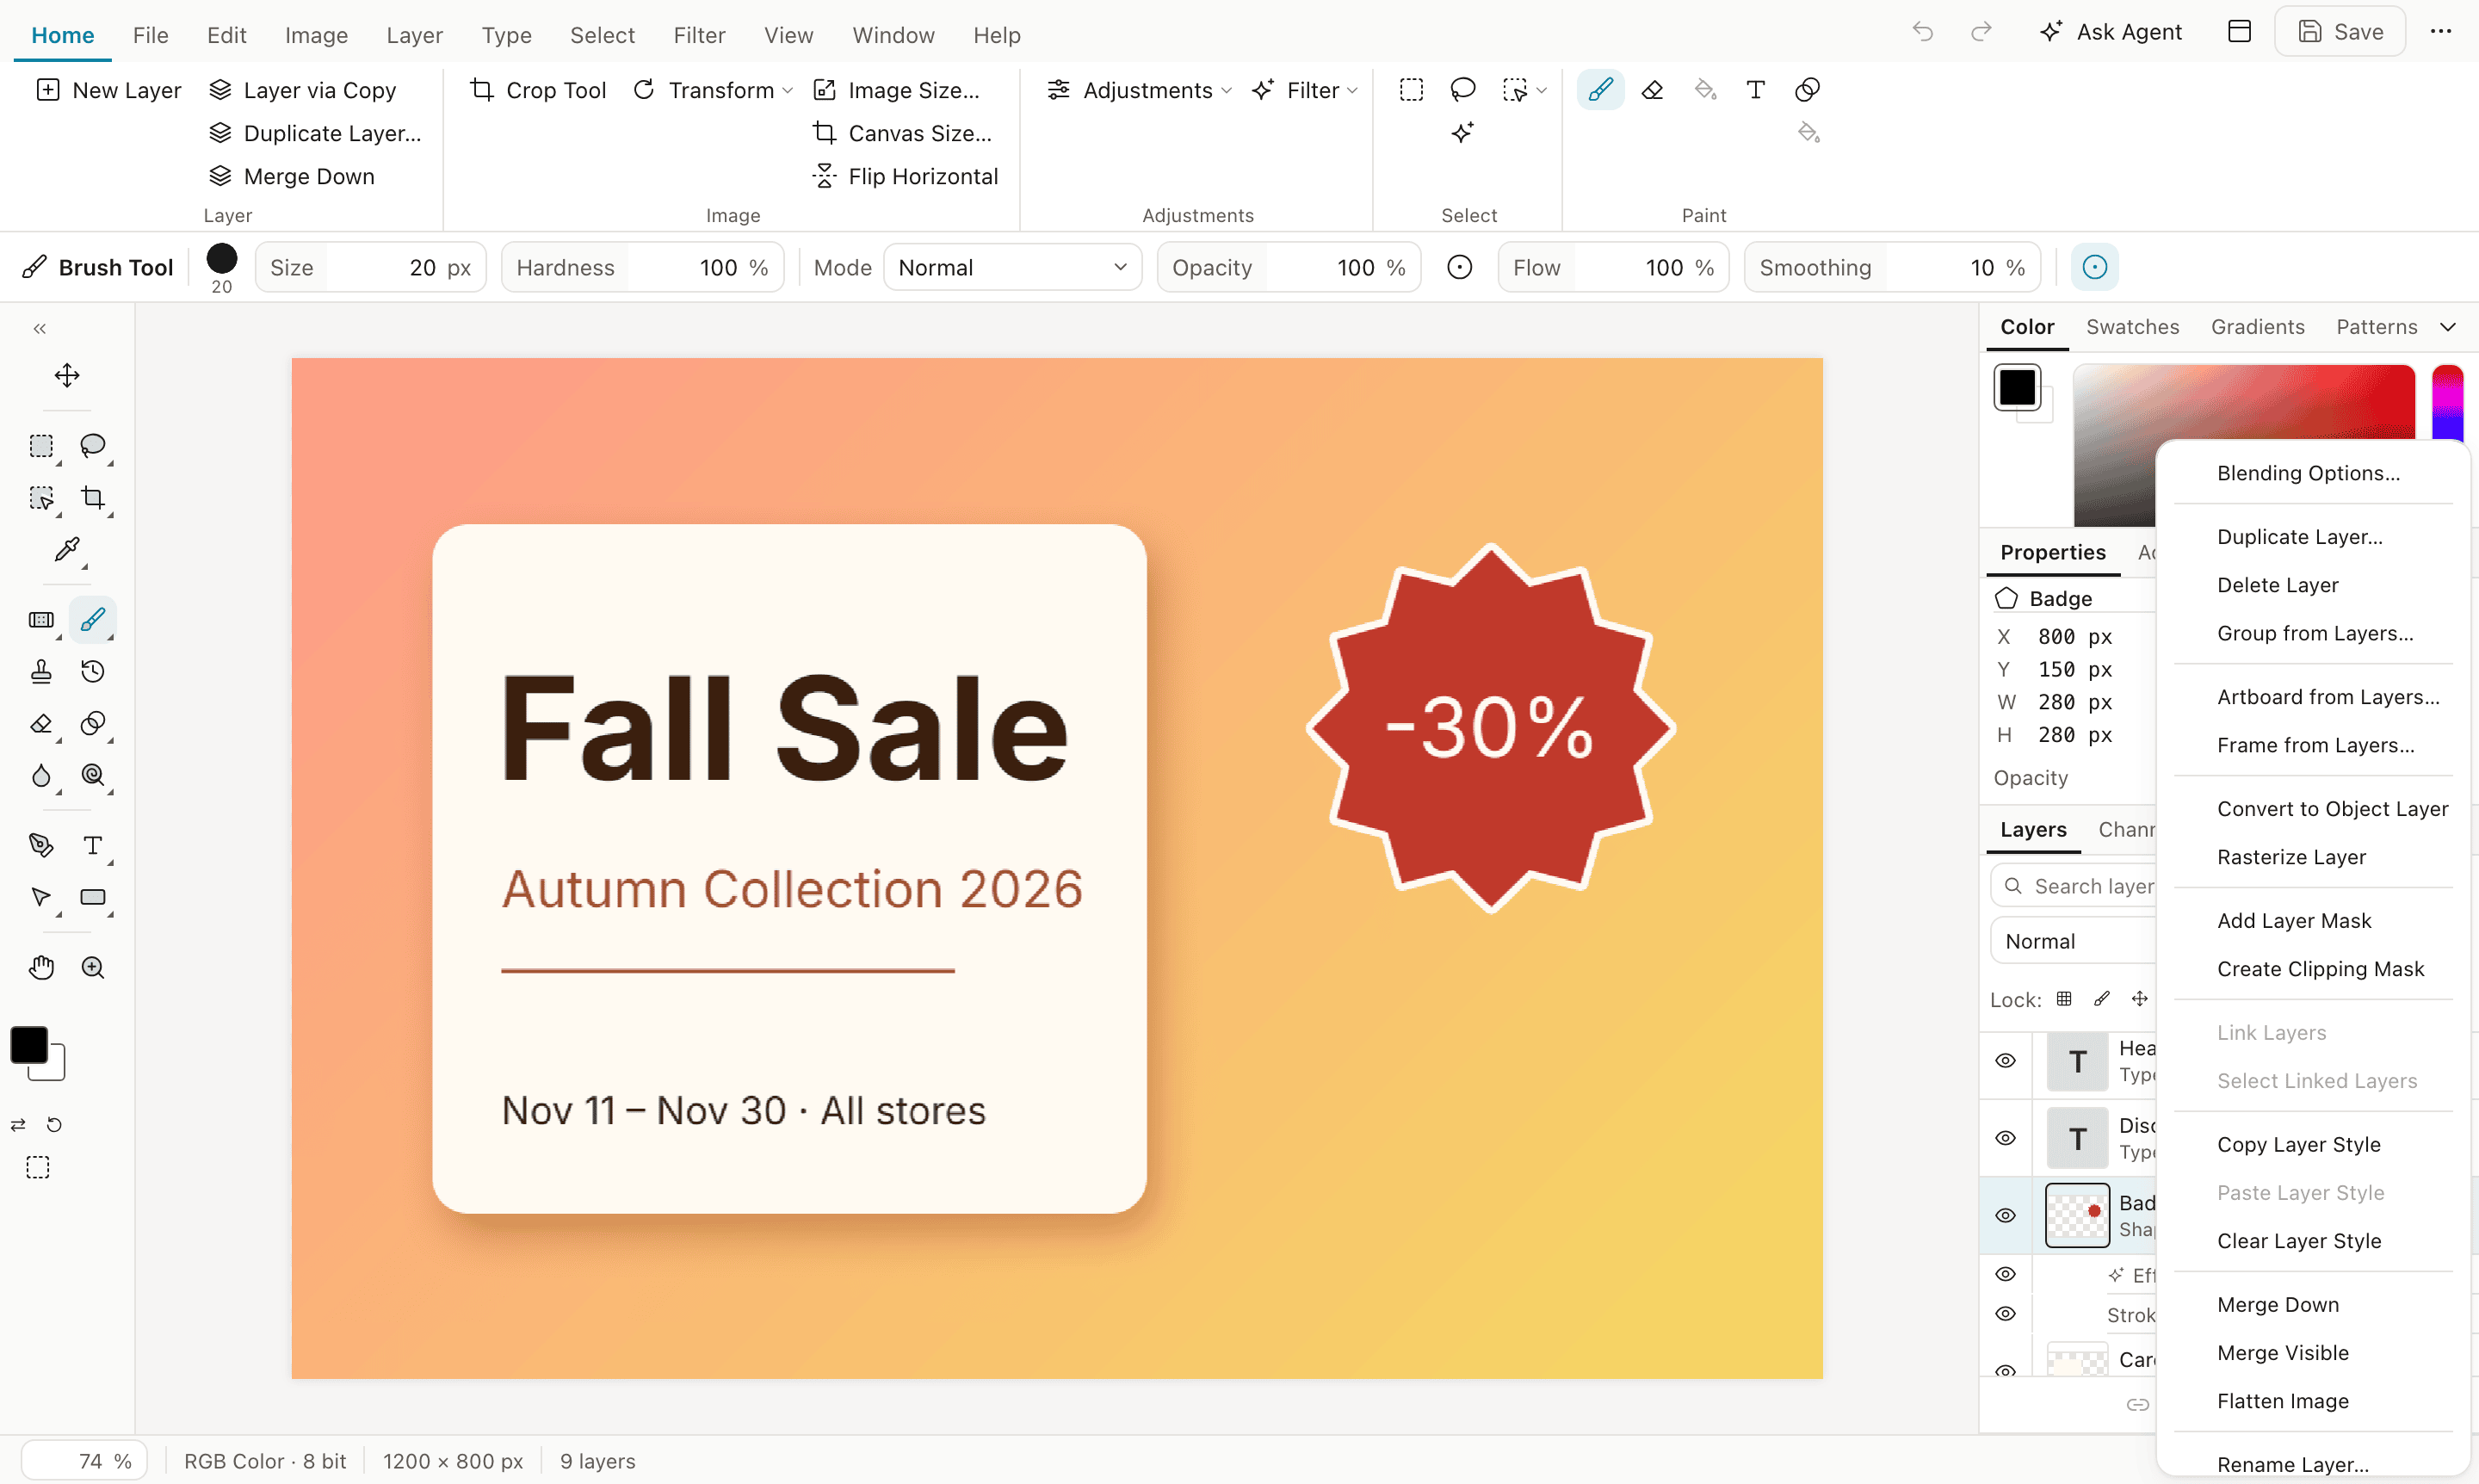 Home File Edit Image Layer Type Select Filter View Window Help
Ask Agent Save
New Layer Layer via Copy Crop Tool Transform Image Size... Adjustments Filter
Duplicate Layer... Canvas Size...
Merge Down Flip Horizontal
Layer Image Adjustments Select Paint
Brush Tool 20 Size 20 px Hardness 100 % Mode Normal Opacity 100 % Flow 100 % Smoothing 10 %
Color Swatches Gradients Patterns
Fall Sale
Autumn Collection 2026
Nov 11 – Nov 30 · All stores
-30%
Properties
Badge
X 800 px
Y 150 px
W 280 px
H 280 px
Opacity
Layers
Search layer
Normal
Lock:
T
T
Blending Options...
Duplicate Layer...
Delete Layer
Group from Layers...
Artboard from Layers...
Frame from Layers...
Convert to Object Layer
Rasterize Layer
Add Layer Mask
Create Clipping Mask
Link Layers
Select Linked Layers
Copy Layer Style
Paste Layer Style
Clear Layer Style
Merge Down
Merge Visible
Flatten Image
Rename Layer...
74 % RGB Color · 8 bit 1200 × 800 px 9 layers